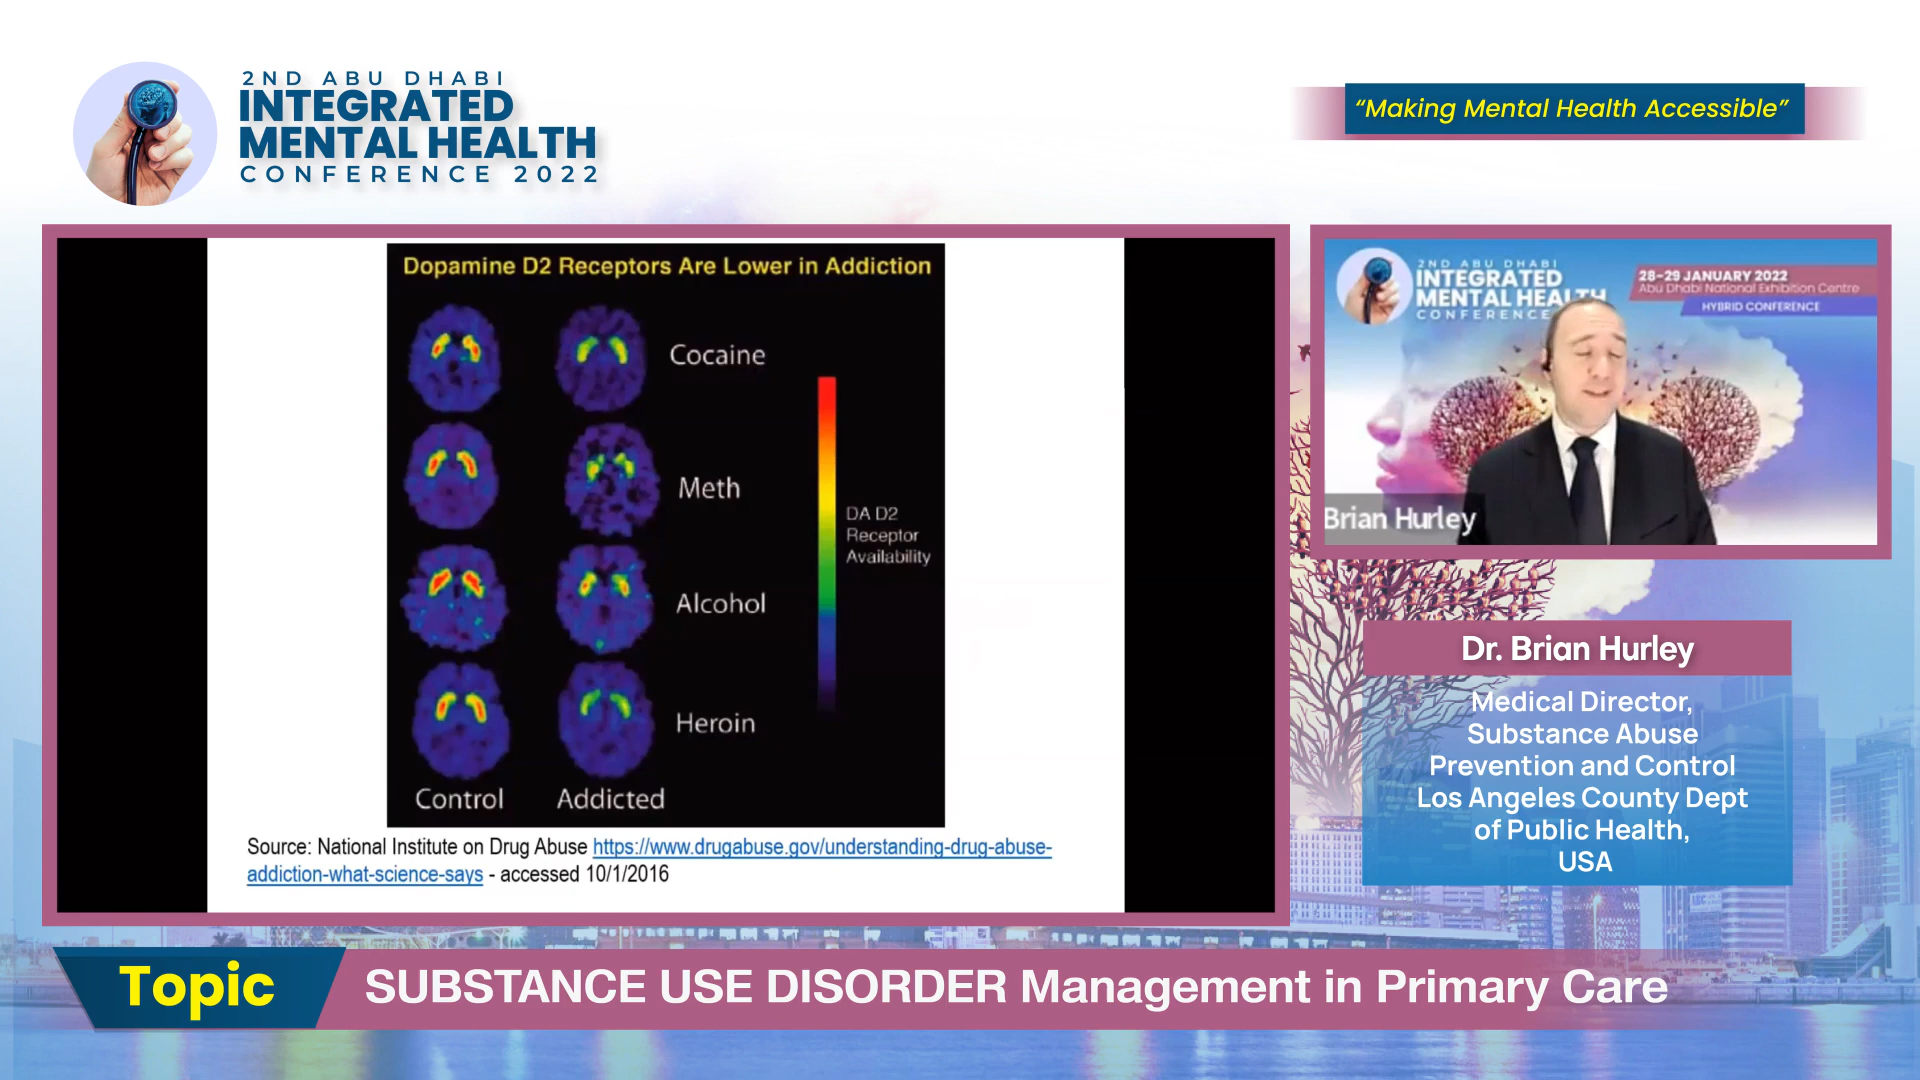 2ND ABU DHABI
INTEGRATED
MENTAL HEALTH
CONFERENCE 2022
“Making Mental Health Accessible”
Dopamine D2 Receptors Are Lower in Addiction
Cocaine
Meth
Alcohol
Heroin
DA D2
Receptor
Availability
Control
Addicted
Source: National Institute on Drug Abuse https://www.drugabuse.gov/understanding-drug-abuse-
addiction-what-science-says - accessed 10/1/2016
2ND ABU DHABI
INTEGRATED
MENTAL HEALTH
CONFERENCE
28-29 JANUARY 2022
Abu Dhabi National Exhibition Centre
HYBRID CONFERENCE
Brian Hurley
Dr. Brian Hurley
Medical Director,
Substance Abuse
Prevention and Control
Los Angeles County Dept
of Public Health,
USA
Topic
SUBSTANCE USE DISORDER Management in Primary Care